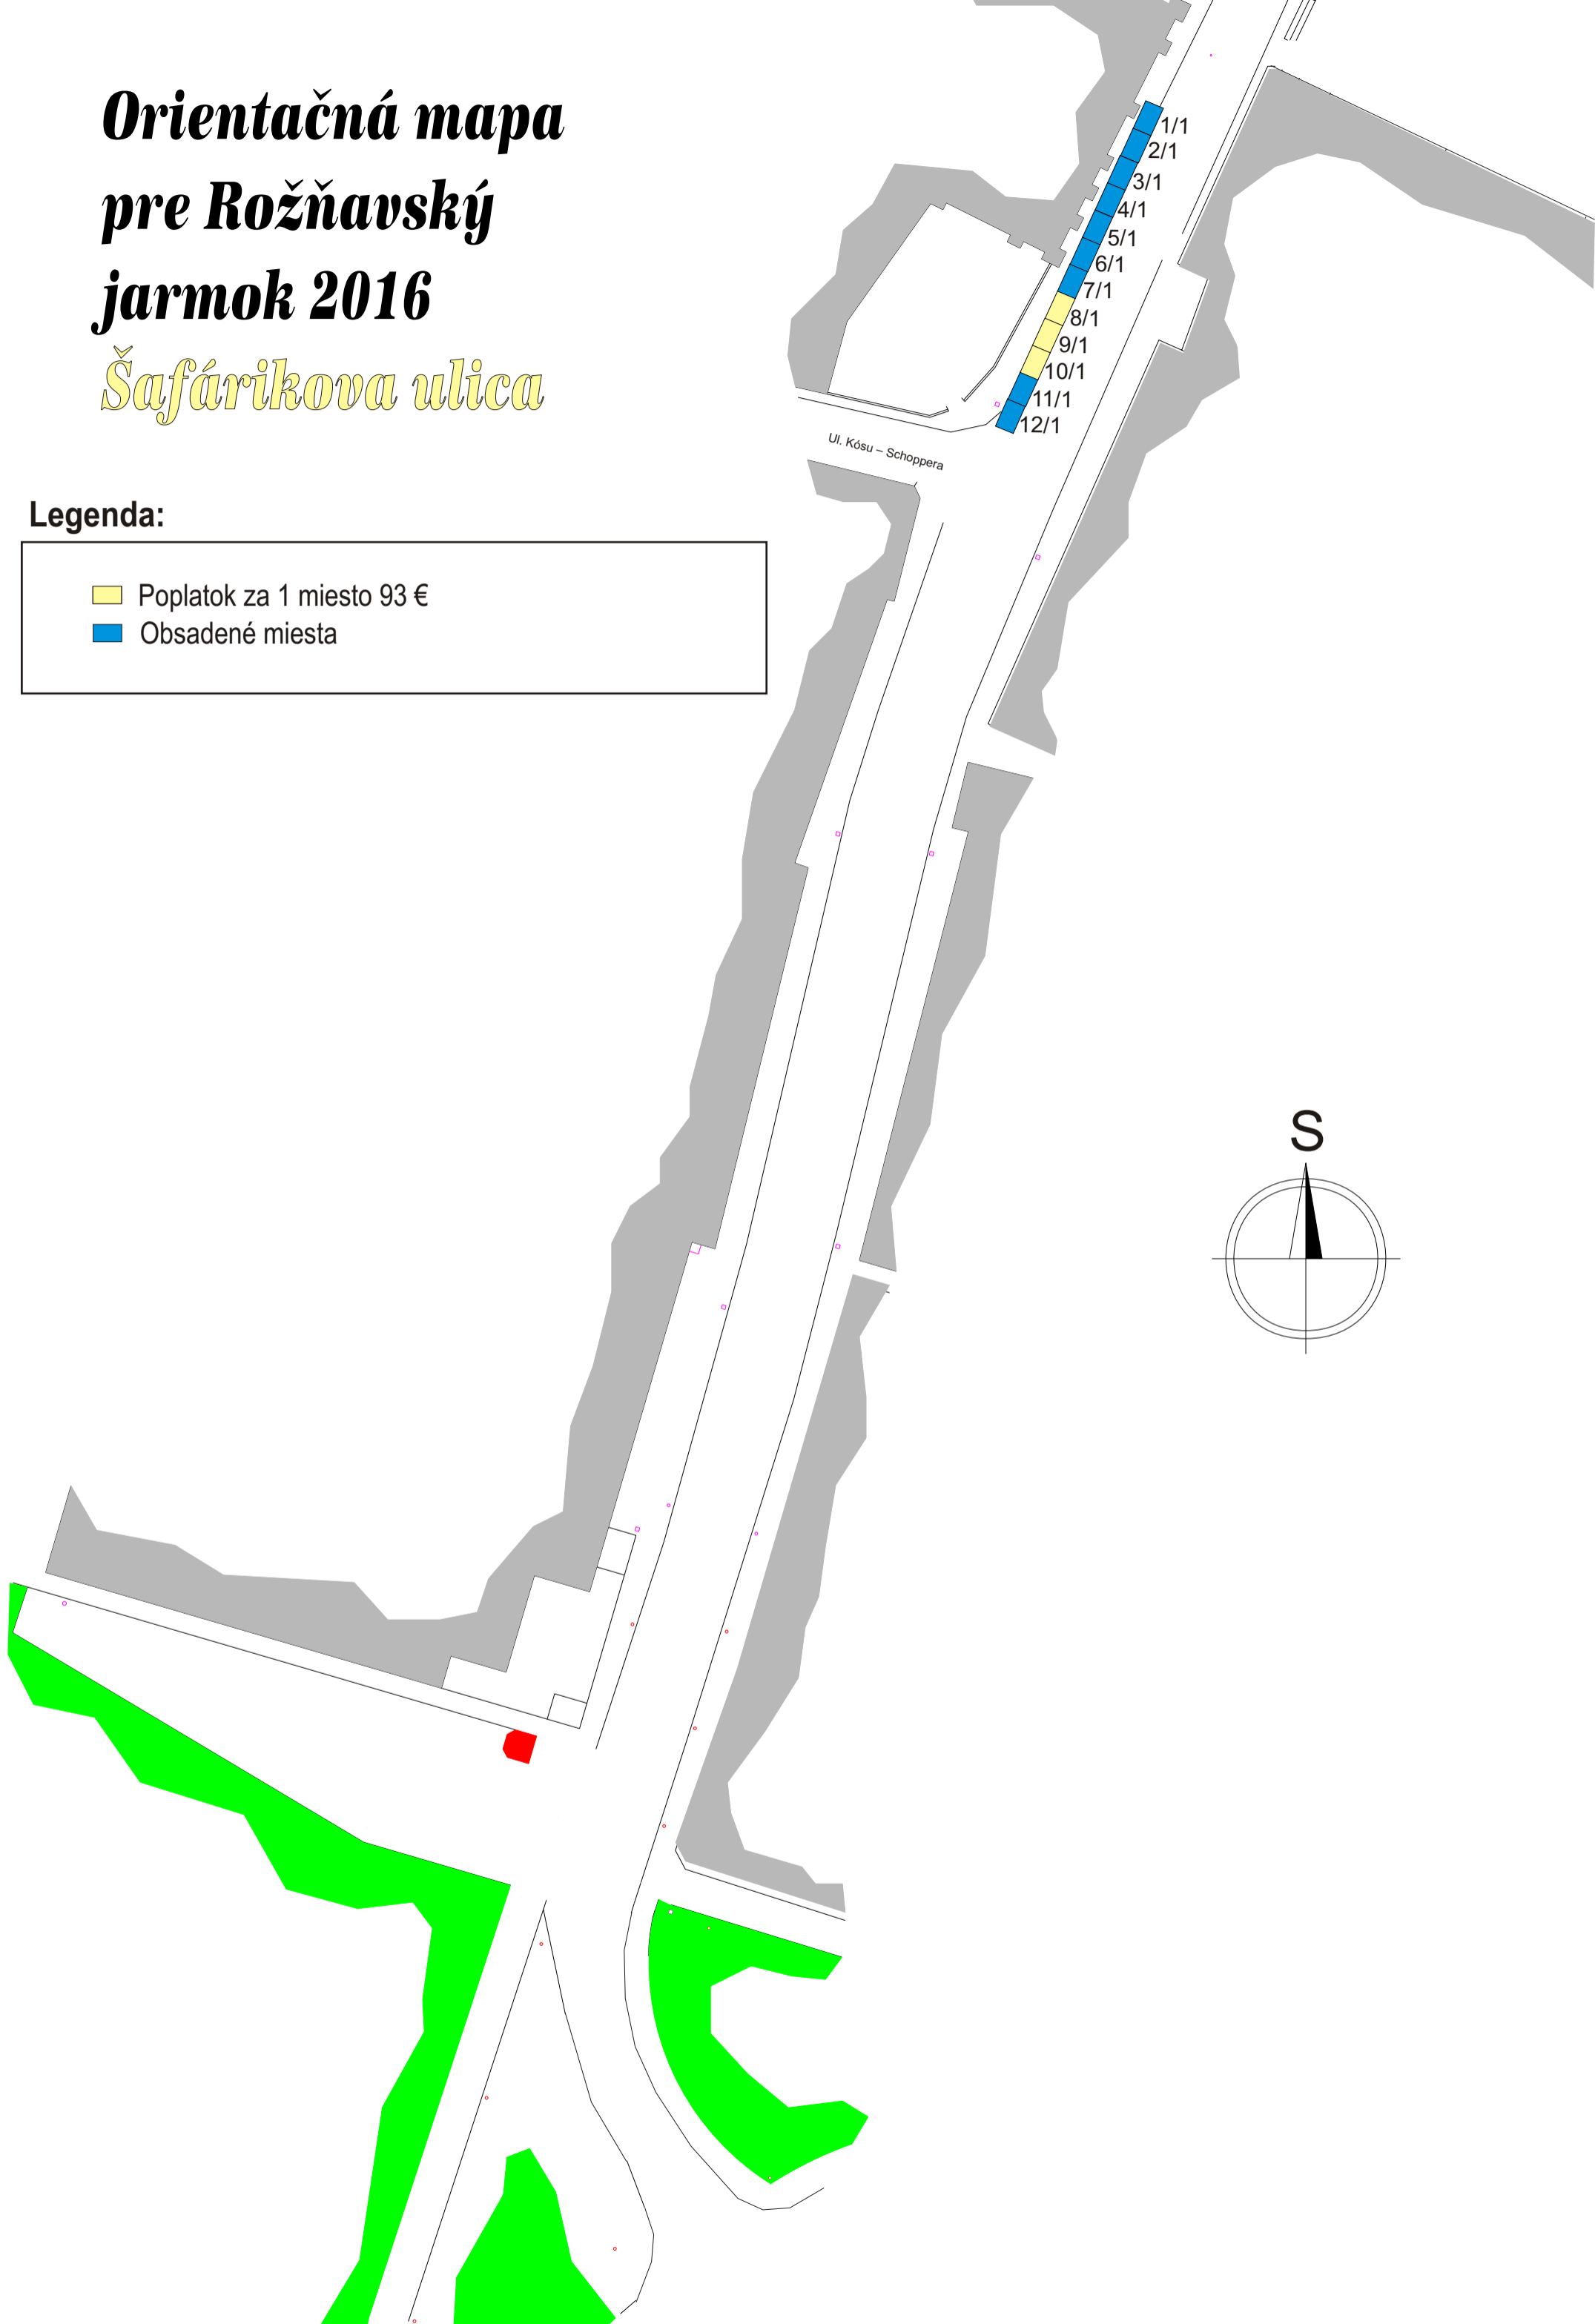 Orientačná mapa
pre Rožňavský
jarmok 2016
Šafárikova ulica
1/1
2/1
3/1
4/1
5/1
6/1
7/1
8/1
9/1
10/1
11/1
12/1
Ul. Kósu – Schoppera
Legenda:
Poplatok za 1 miesto 93 €
Obsadené miesta
S